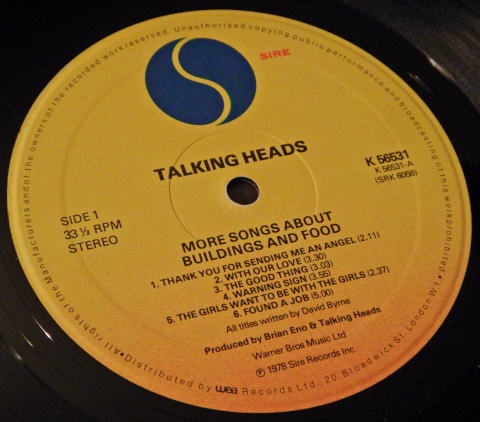 All rights of the Manufacturers and of the owners of the recorded work reserved. Unauthorised copying public performance and broadcasting of this work prohibited.
SIRE
TALKING HEADS
SIDE 1
33 ⅓ RPM
STEREO
K 56531
K 56531-A
(SRK 6058)
MORE SONGS ABOUT
BUILDINGS AND FOOD
1. THANK YOU FOR SENDING ME AN ANGEL (2.11)
2. WITH OUR LOVE (3.30)
3. THE GOOD THING (3.03)
4. WARNING SIGN (3.55)
5. THE GIRLS WANT TO BE WITH THE GIRLS (2.37)
6. FOUND A JOB (5.00)
All titles written by David Byrne
Produced by Brian Eno & Talking Heads
Warner Bros Music Ltd
℗ 1978 Sire Records Inc
•Distributed by wea Records Ltd., 20, Broadwick St. London W1•